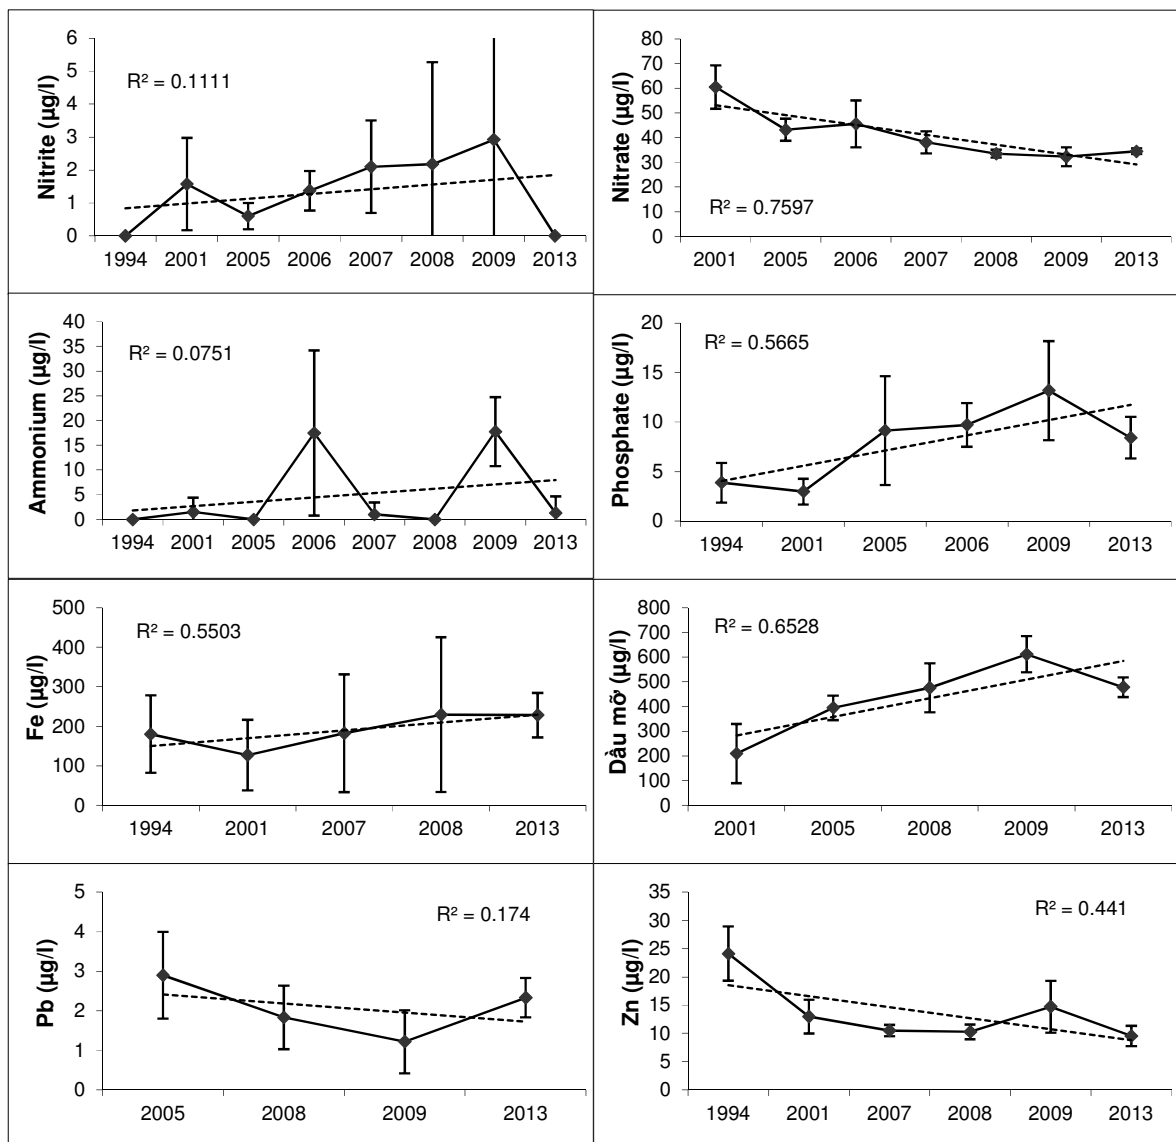 Nitrite (µg/l)
6
5
4
3
2
1
0
R² = 0.1111
1994 2001 2005 2006 2007 2008 2009 2013
Nitrate (µg/l)
80
70
60
50
40
30
20
10
0
R² = 0.7597
2001 2005 2006 2007 2008 2009 2013
Ammonium (µg/l)
40
35
30
25
20
15
10
5
0
R² = 0.0751
1994 2001 2005 2006 2007 2008 2009 2013
Phosphate (µg/l)
20
15
10
5
0
R² = 0.5665
1994 2001 2005 2006 2009 2013
Fe (µg/l)
500
400
300
200
100
0
R² = 0.5503
1994 2001 2007 2008 2013
Dầu mỡ (µg/l)
800
700
600
500
400
300
200
100
0
R² = 0.6528
2001 2005 2008 2009 2013
Pb (µg/l)
5
4
3
2
1
0
R² = 0.174
2005 2008 2009 2013
Zn (µg/l)
35
30
25
20
15
10
5
0
R² = 0.441
1994 2001 2007 2008 2009 2013